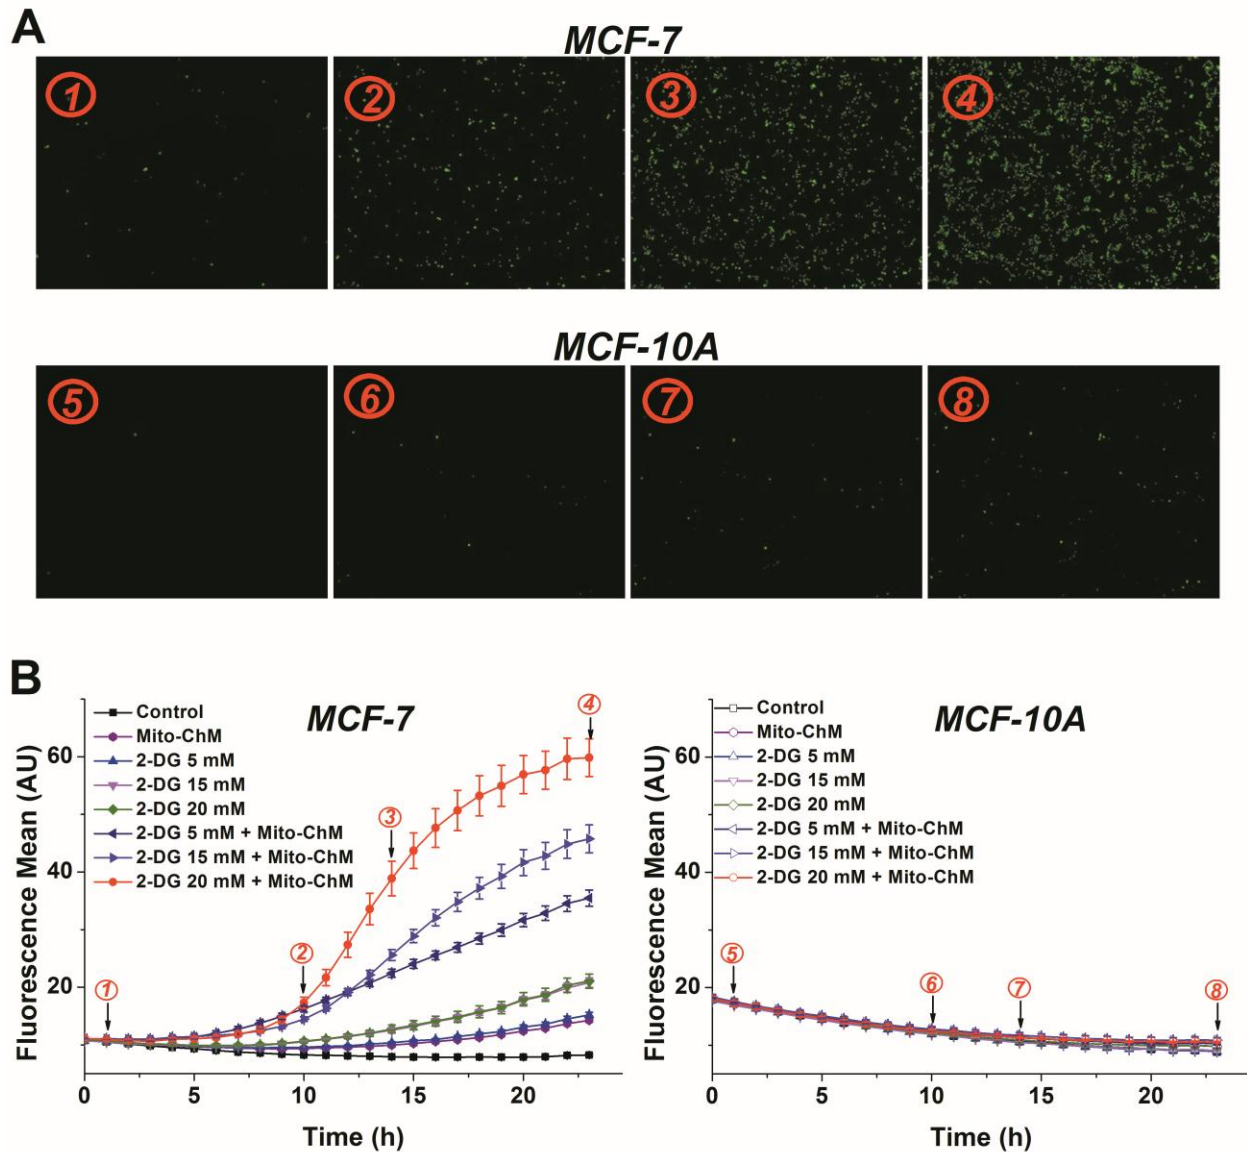 A
MCF-7
1 2 3 4
MCF-10A
5 6 7 8
B
MCF-7
Control
Mito-ChM
2-DG 5 mM
2-DG 15 mM
2-DG 20 mM
2-DG 5 mM + Mito-ChM
2-DG 15 mM + Mito-ChM
2-DG 20 mM + Mito-ChM
1
2
3
4
Fluorescence Mean (AU)
60
40
20
0 5 10 15 20
Time (h)
MCF-10A
Control
Mito-ChM
2-DG 5 mM
2-DG 15 mM
2-DG 20 mM
2-DG 5 mM + Mito-ChM
2-DG 15 mM + Mito-ChM
2-DG 20 mM + Mito-ChM
5
6
7
8
Fluorescence Mean (AU)
60
40
20
0 5 10 15 20
Time (h)